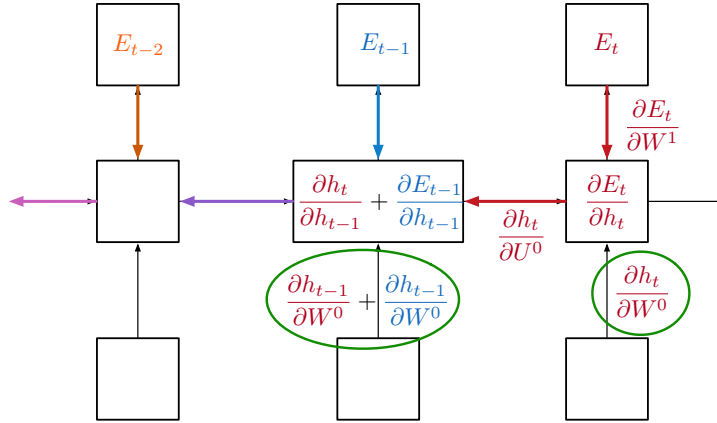 E_{t-2}
E_{t-1}
E_t
∂E_t/∂W^1
∂h_t/∂h_{t-1} + ∂E_{t-1}/∂h_{t-1}
∂h_t/∂U^0
∂E_t/∂h_t
∂h_{t-1}/∂W^0 + ∂h_{t-1}/∂W^0
∂h_t/∂W^0